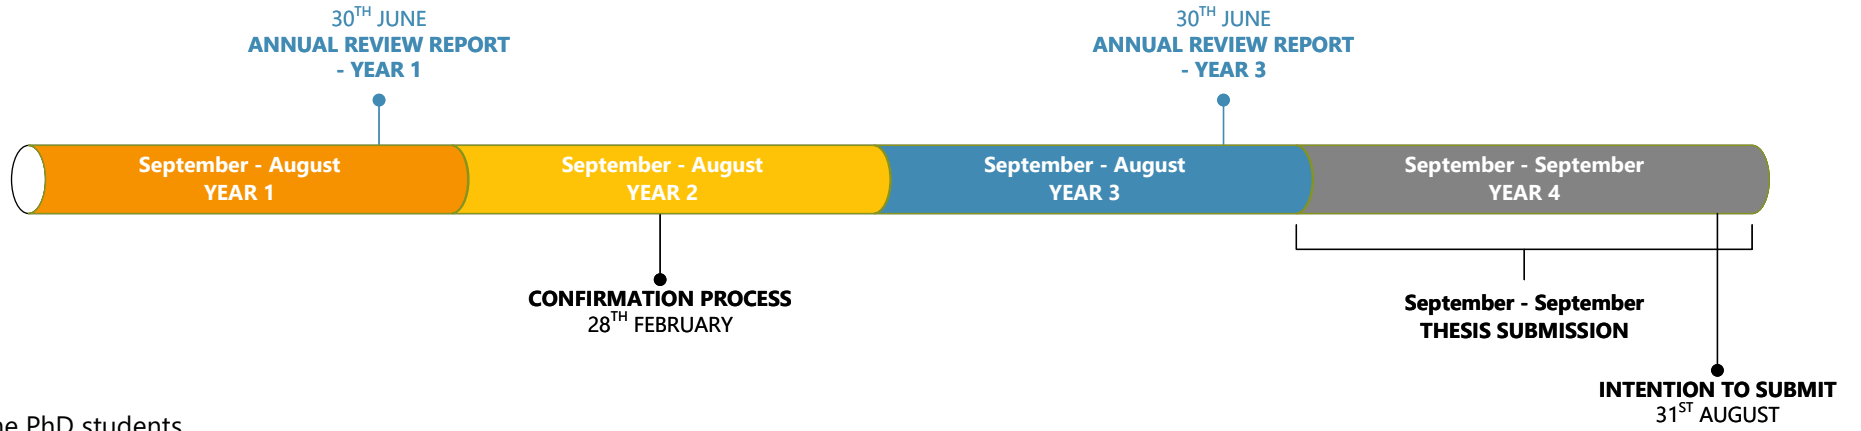 30TH JUNE
ANNUAL REVIEW REPORT
- YEAR 1
30TH JUNE
ANNUAL REVIEW REPORT
- YEAR 3
September - August
YEAR 1
September - August
YEAR 2
September - August
YEAR 3
September - September
YEAR 4
CONFIRMATION PROCESS
28TH FEBRUARY
September - September
THESIS SUBMISSION
INTENTION TO SUBMIT
31ST AUGUST
PhD students